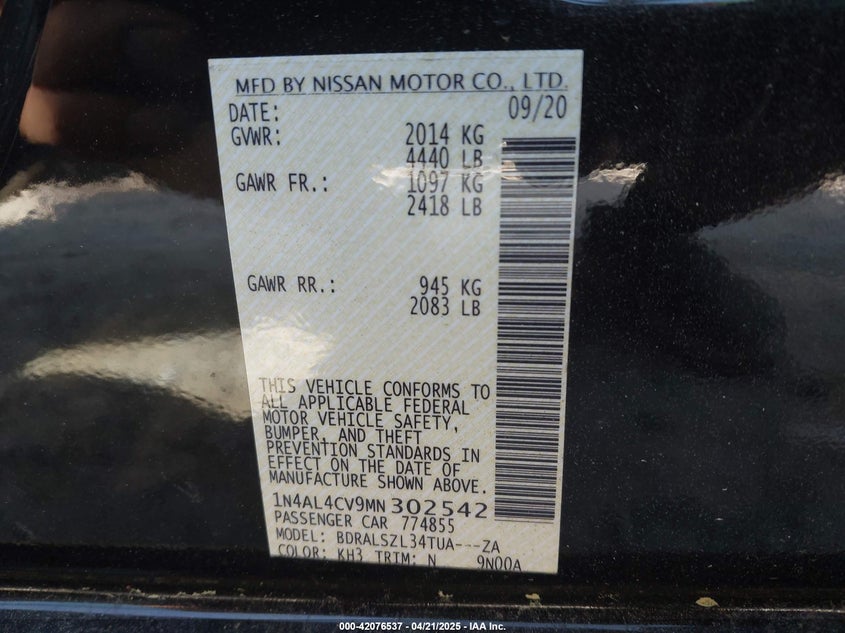 MFD BY NISSAN MOTOR CO., LTD.
DATE: 09/20
GVWR: 2014 KG
4440 LB
GAWR FR.: 1097 KG
2418 LB
GAWR RR.: 945 KG
2083 LB
THIS VEHICLE CONFORMS TO
ALL APPLICABLE FEDERAL
MOTOR VEHICLE SAFETY,
BUMPER, AND THEFT
PREVENTION STANDARDS IN
EFFECT ON THE DATE OF
MANUFACTURE SHOWN ABOVE.
1N4AL4CV9MN302542
PASSENGER CAR 774855
MODEL: BDRALSZL34TUA---ZA
COLOR: KH3 TRIM: N 9N00A
000-42076537 - 04/21/2025 - IAA Inc.